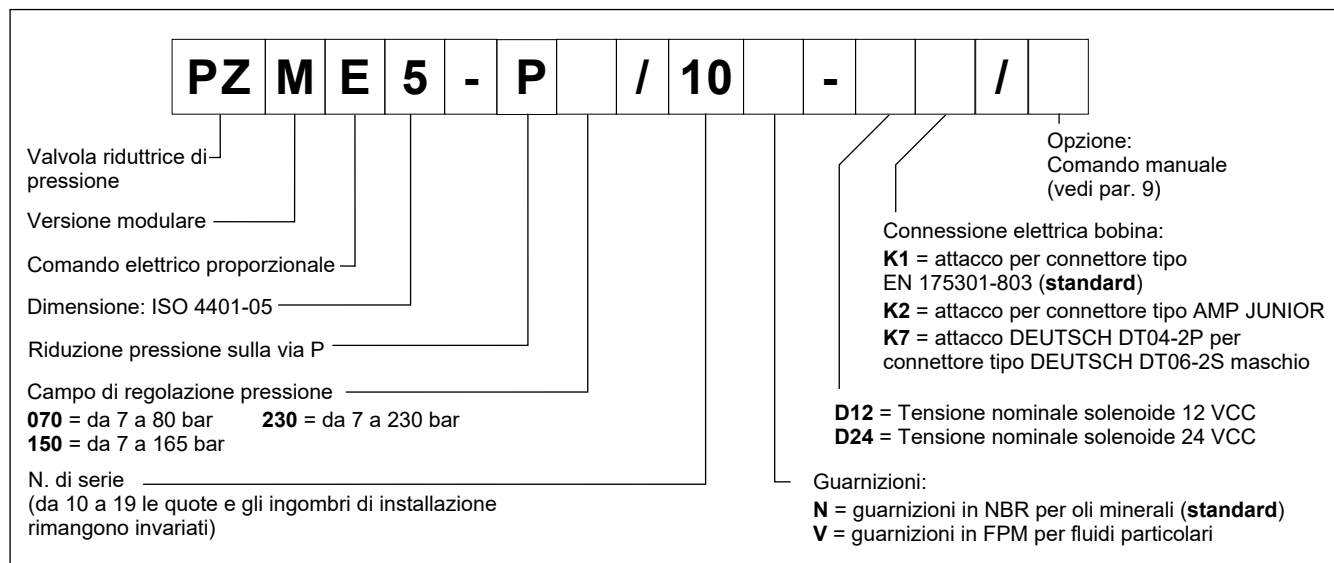 PZ M E 5 - P / 10 - /
Valvola riduttrice di
pressione
Versione modulare
Comando elettrico proporzionale
Dimensione: ISO 4401-05
Riduzione pressione sulla via P
Campo di regolazione pressione
070 = da 7 a 80 bar 230 = da 7 a 230 bar
150 = da 7 a 165 bar
N. di serie
(da 10 a 19 le quote e gli ingombri di installazione
rimangono invariati)
Opzione:
Comando manuale
(vedi par. 9)
Connessione elettrica bobina:
K1 = attacco per connettore tipo
EN 175301-803 (standard)
K2 = attacco per connettore tipo AMP JUNIOR
K7 = attacco DEUTSCH DT04-2P per
connettore tipo DEUTSCH DT06-2S maschio
D12 = Tensione nominale solenoide 12 VCC
D24 = Tensione nominale solenoide 24 VCC
Guarnizioni:
N = guarnizioni in NBR per oli minerali (standard)
V = guarnizioni in FPM per fluidi particolari